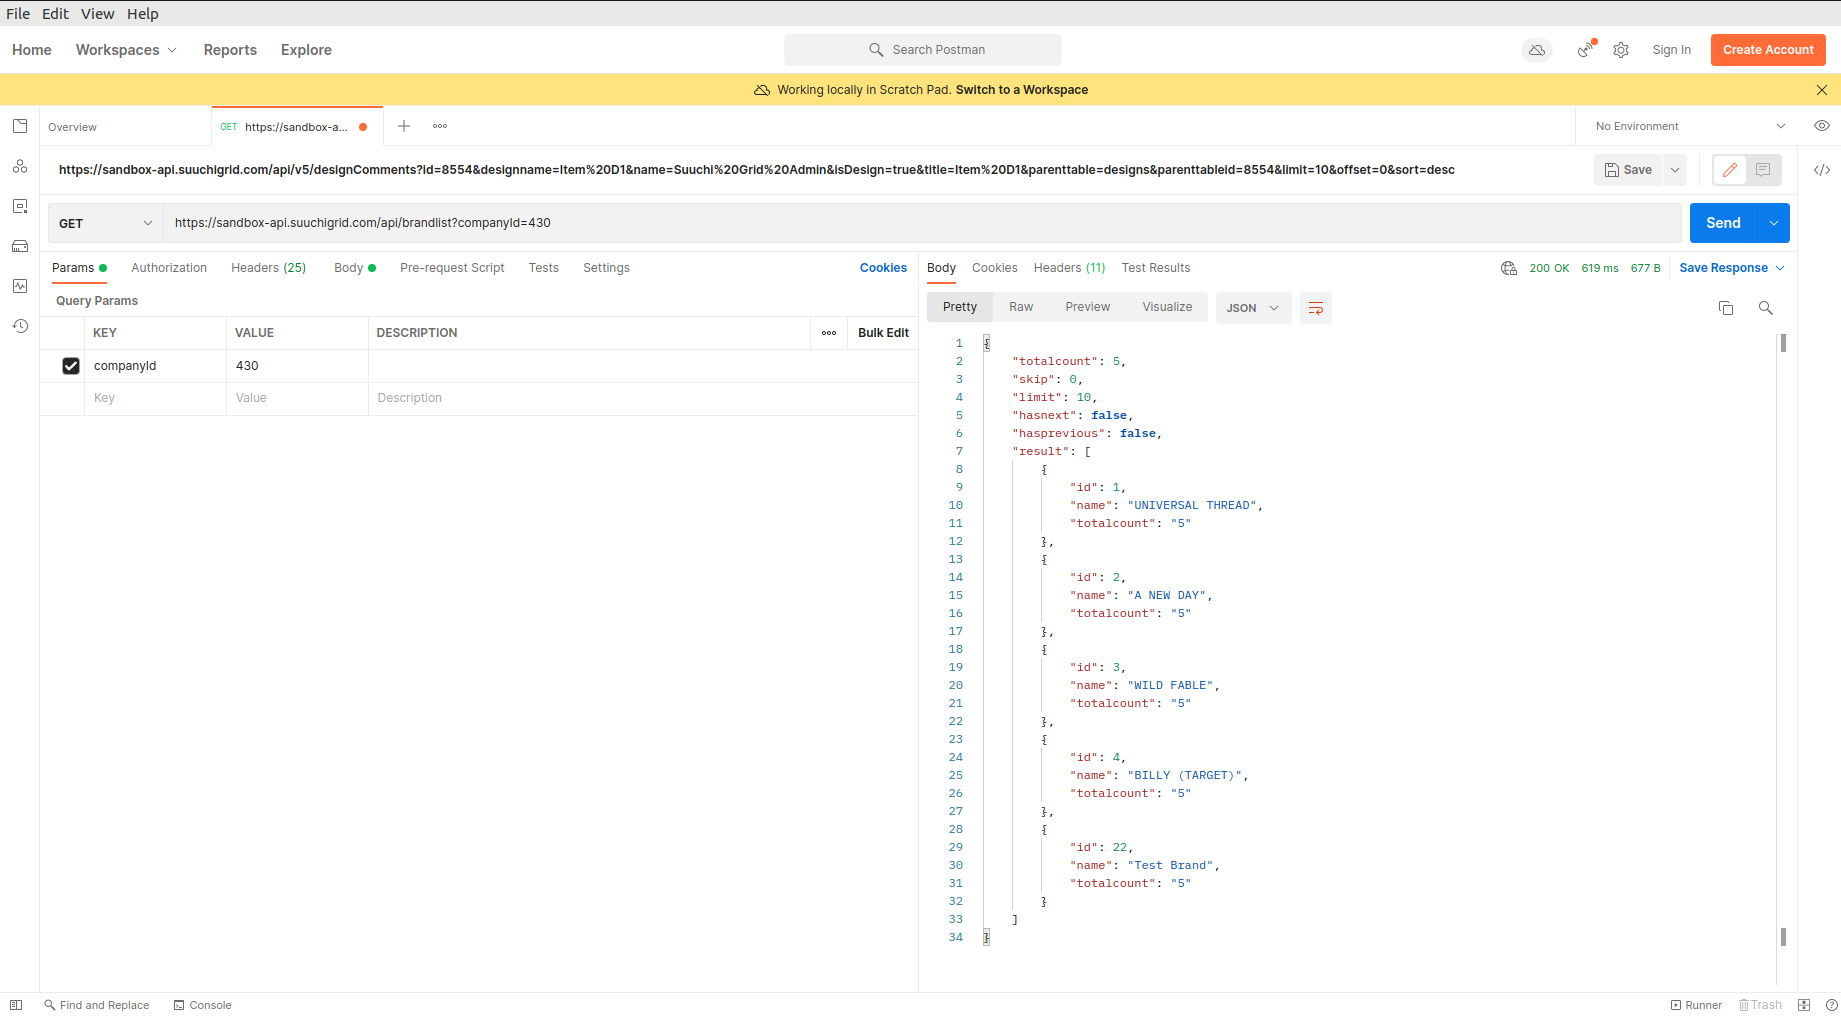 File Edit View Help
Home Workspaces Reports Explore Search Postman Sign In Create Account
Working locally in Scratch Pad. Switch to a Workspace
Overview GET https://sandbox-a... No Environment
https://sandbox-api.suuchigrid.com/api/v5/designComments?id=8554&designname=Item%20D1&name=Suuchi%20Grid%20Admin&isDesign=true&title=Item%20D1&parenttable=designs&parenttableid=8554&limit=10&offset=0&sort=desc Save
GET https://sandbox-api.suuchigrid.com/api/brandlist?companyId=430 Send
Params Authorization Headers (25) Body Pre-request Script Tests Settings Cookies
Query Params
KEY VALUE DESCRIPTION Bulk Edit
companyId 430
Key Value Description
Body Cookies Headers (11) Test Results 200 OK 619 ms 677 B Save Response
Pretty Raw Preview Visualize JSON
1 {
2 "totalcount": 5,
3 "skip": 0,
4 "limit": 10,
5 "hasnext": false,
6 "hasprevious": false,
7 "result": [
8 {
9 "id": 1,
10 "name": "UNIVERSAL THREAD",
11 "totalcount": "5"
12 },
13 {
14 "id": 2,
15 "name": "A NEW DAY",
16 "totalcount": "5"
17 },
18 {
19 "id": 3,
20 "name": "WILD FABLE",
21 "totalcount": "5"
22 },
23 {
24 "id": 4,
25 "name": "BILLY (TARGET)",
26 "totalcount": "5"
27 },
28 {
29 "id": 22,
30 "name": "Test Brand",
31 "totalcount": "5"
32 }
33 ]
34 }
Find and Replace Console Runner Trash